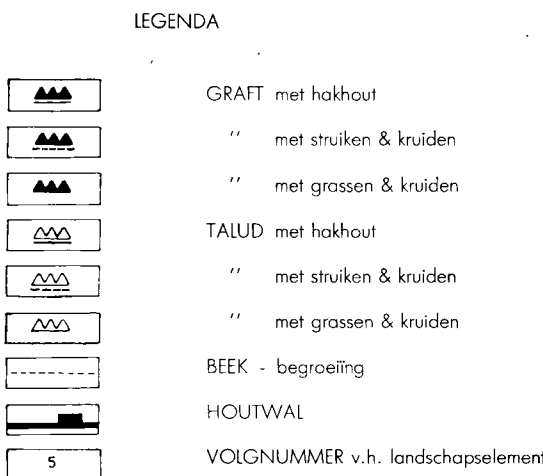 LEGENDA
GRAFT met hakhout
" met struiken & kruiden
" met grassen & kruiden
TALUD met hakhout
" met struiken & kruiden
" met grassen & kruiden
BEEK - begroeiïng
HOUTWAL
5 VOLGNUMMER v.h. landschapselement